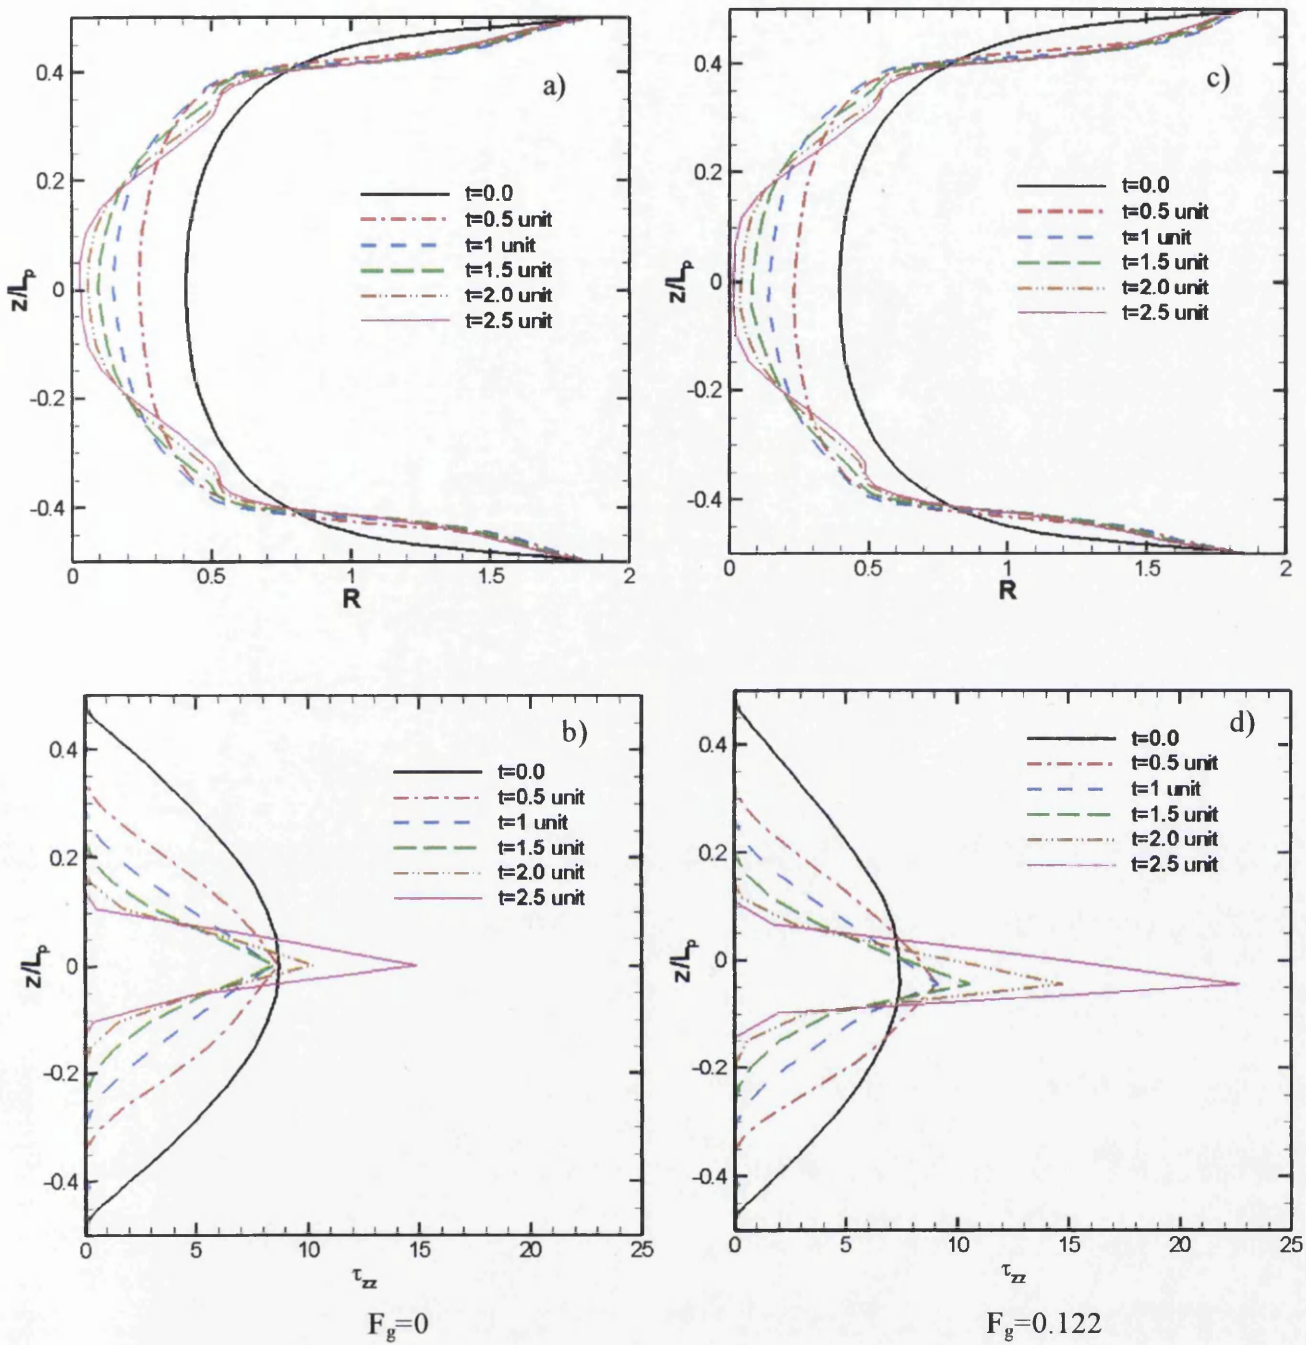 a)
0.4
0.2
0
-0.2
-0.4
z/Lp
t=0.0
t=0.5 unit
t=1 unit
t=1.5 unit
t=2.0 unit
t=2.5 unit
0 0.5 1 1.5 2
R
c)
0.4
0.2
0
-0.2
-0.4
z/Lp
t=0.0
t=0.5 unit
t=1 unit
t=1.5 unit
t=2.0 unit
t=2.5 unit
0 0.5 1 1.5 2
R
b)
0.4
0.2
0
-0.2
-0.4
z/Lp
t=0.0
t=0.5 unit
t=1 unit
t=1.5 unit
t=2.0 unit
t=2.5 unit
0 5 10 15 20 25
τzz
Fg=0
d)
0.4
0.2
0
-0.2
-0.4
z/Lp
t=0.0
t=0.5 unit
t=1 unit
t=1.5 unit
t=2.0 unit
t=2.5 unit
0 5 10 15 20 25
τzz
Fg=0.122